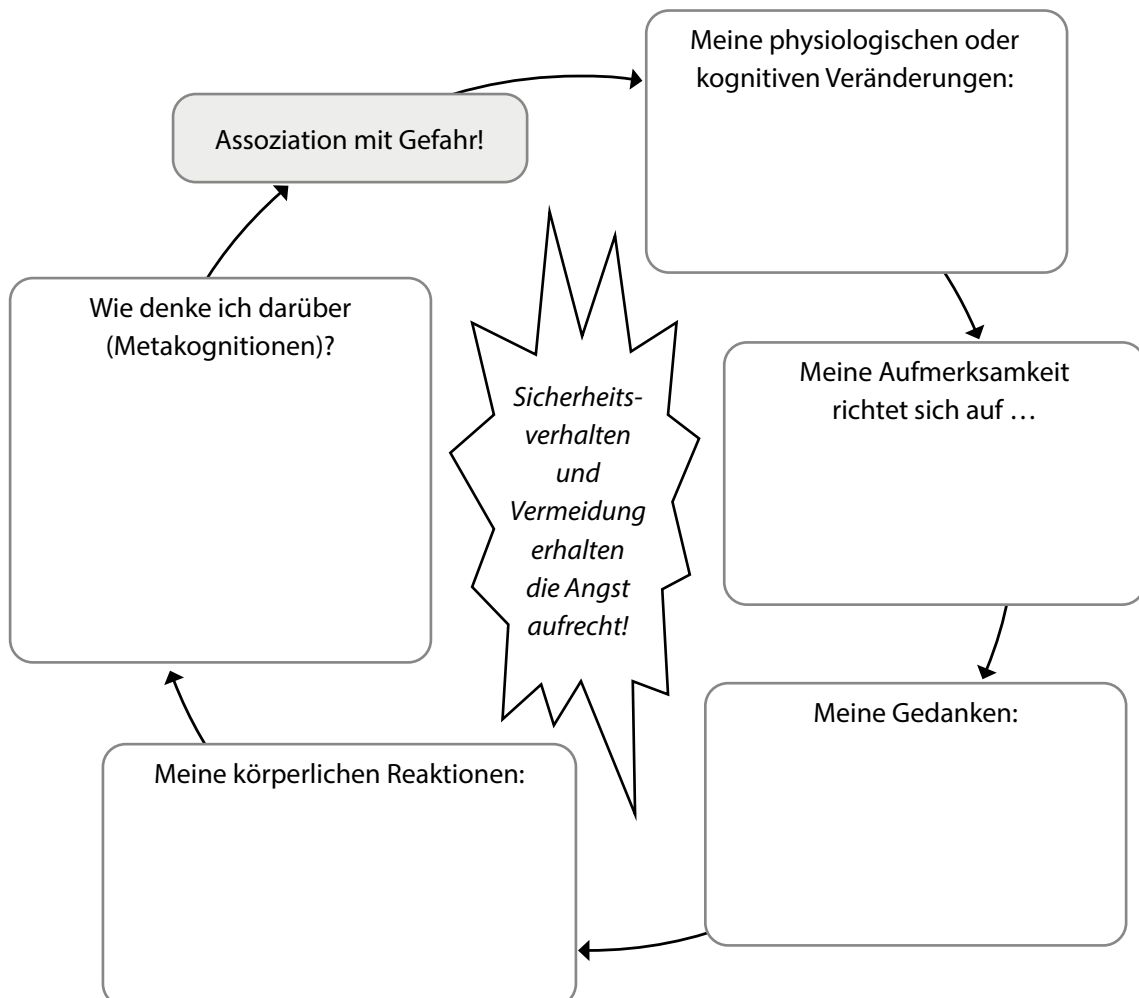 Meine physiologischen oder
kognitiven Veränderungen:
Assoziation mit Gefahr!
Wie denke ich darüber
(Metakognitionen)?
Meine Aufmerksamkeit
richtet sich auf …
Sicherheits-
verhalten
und
Vermeidung
erhalten
die Angst
aufrecht!
Meine Gedanken:
Meine körperlichen Reaktionen: